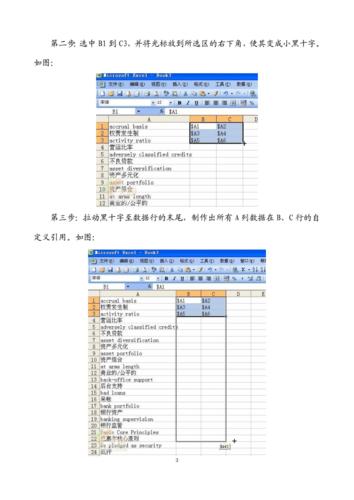 第二步：选中 B1 到 C3，并将光标放到所选区的右下角，使其变成小黑十字。
如图：
Microsoft Excel - Book3
文件(F) 编辑(E) 视图(V) 插入(I) 格式(O) 工具(T) 数据(D)
宋体 12 B I U
B1 $A1
A B C D
1 accrual basis $A1 $A2
2 权责发生制 $A3 $A4
3 activity ratio $A5 $A6
4 营运比率
5 adversely classified credits
6 不良贷款
7 asset diversification
8 资产多元化
9 asset portfolio
10 资产组合
11 at arms length
12 商业的/公平的
第三步：拉动黑十字至数据行的末尾，制作出所有 A 列数据在 B、C 行的自
定义引用。如图：
Microsoft Excel - Book3
文件(F) 编辑(E) 视图(V) 插入(I) 格式(O) 工具(T) 数据(D) 窗口(W)
宋体 12 B I U
B1 $A1
A B C D E
1 accrual basis $A1 $A2
2 权责发生制 $A3 $A4
3 activity ratio $A5 $A6
4 营运比率
5 adversely classified credits
6 不良贷款
7 asset diversification
8 资产多元化
9 asset portfolio
10 资产组合
11 at arms length
12 商业的/公平的
13 back-office support
14 后台支持
15 bad loans
16 呆账
17 bank portfolio
18 银行资产
19 banking supervision
20 银行监管
21 Basle Core Principles
22 巴塞尔核心原则
23 be pledged as security
24 抵押